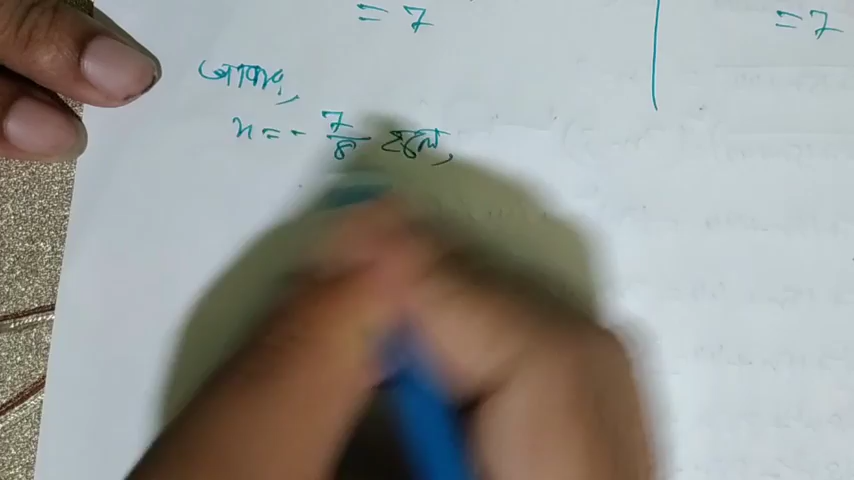 = 7
= 7
আবার,
x = - 7/8 হলে,